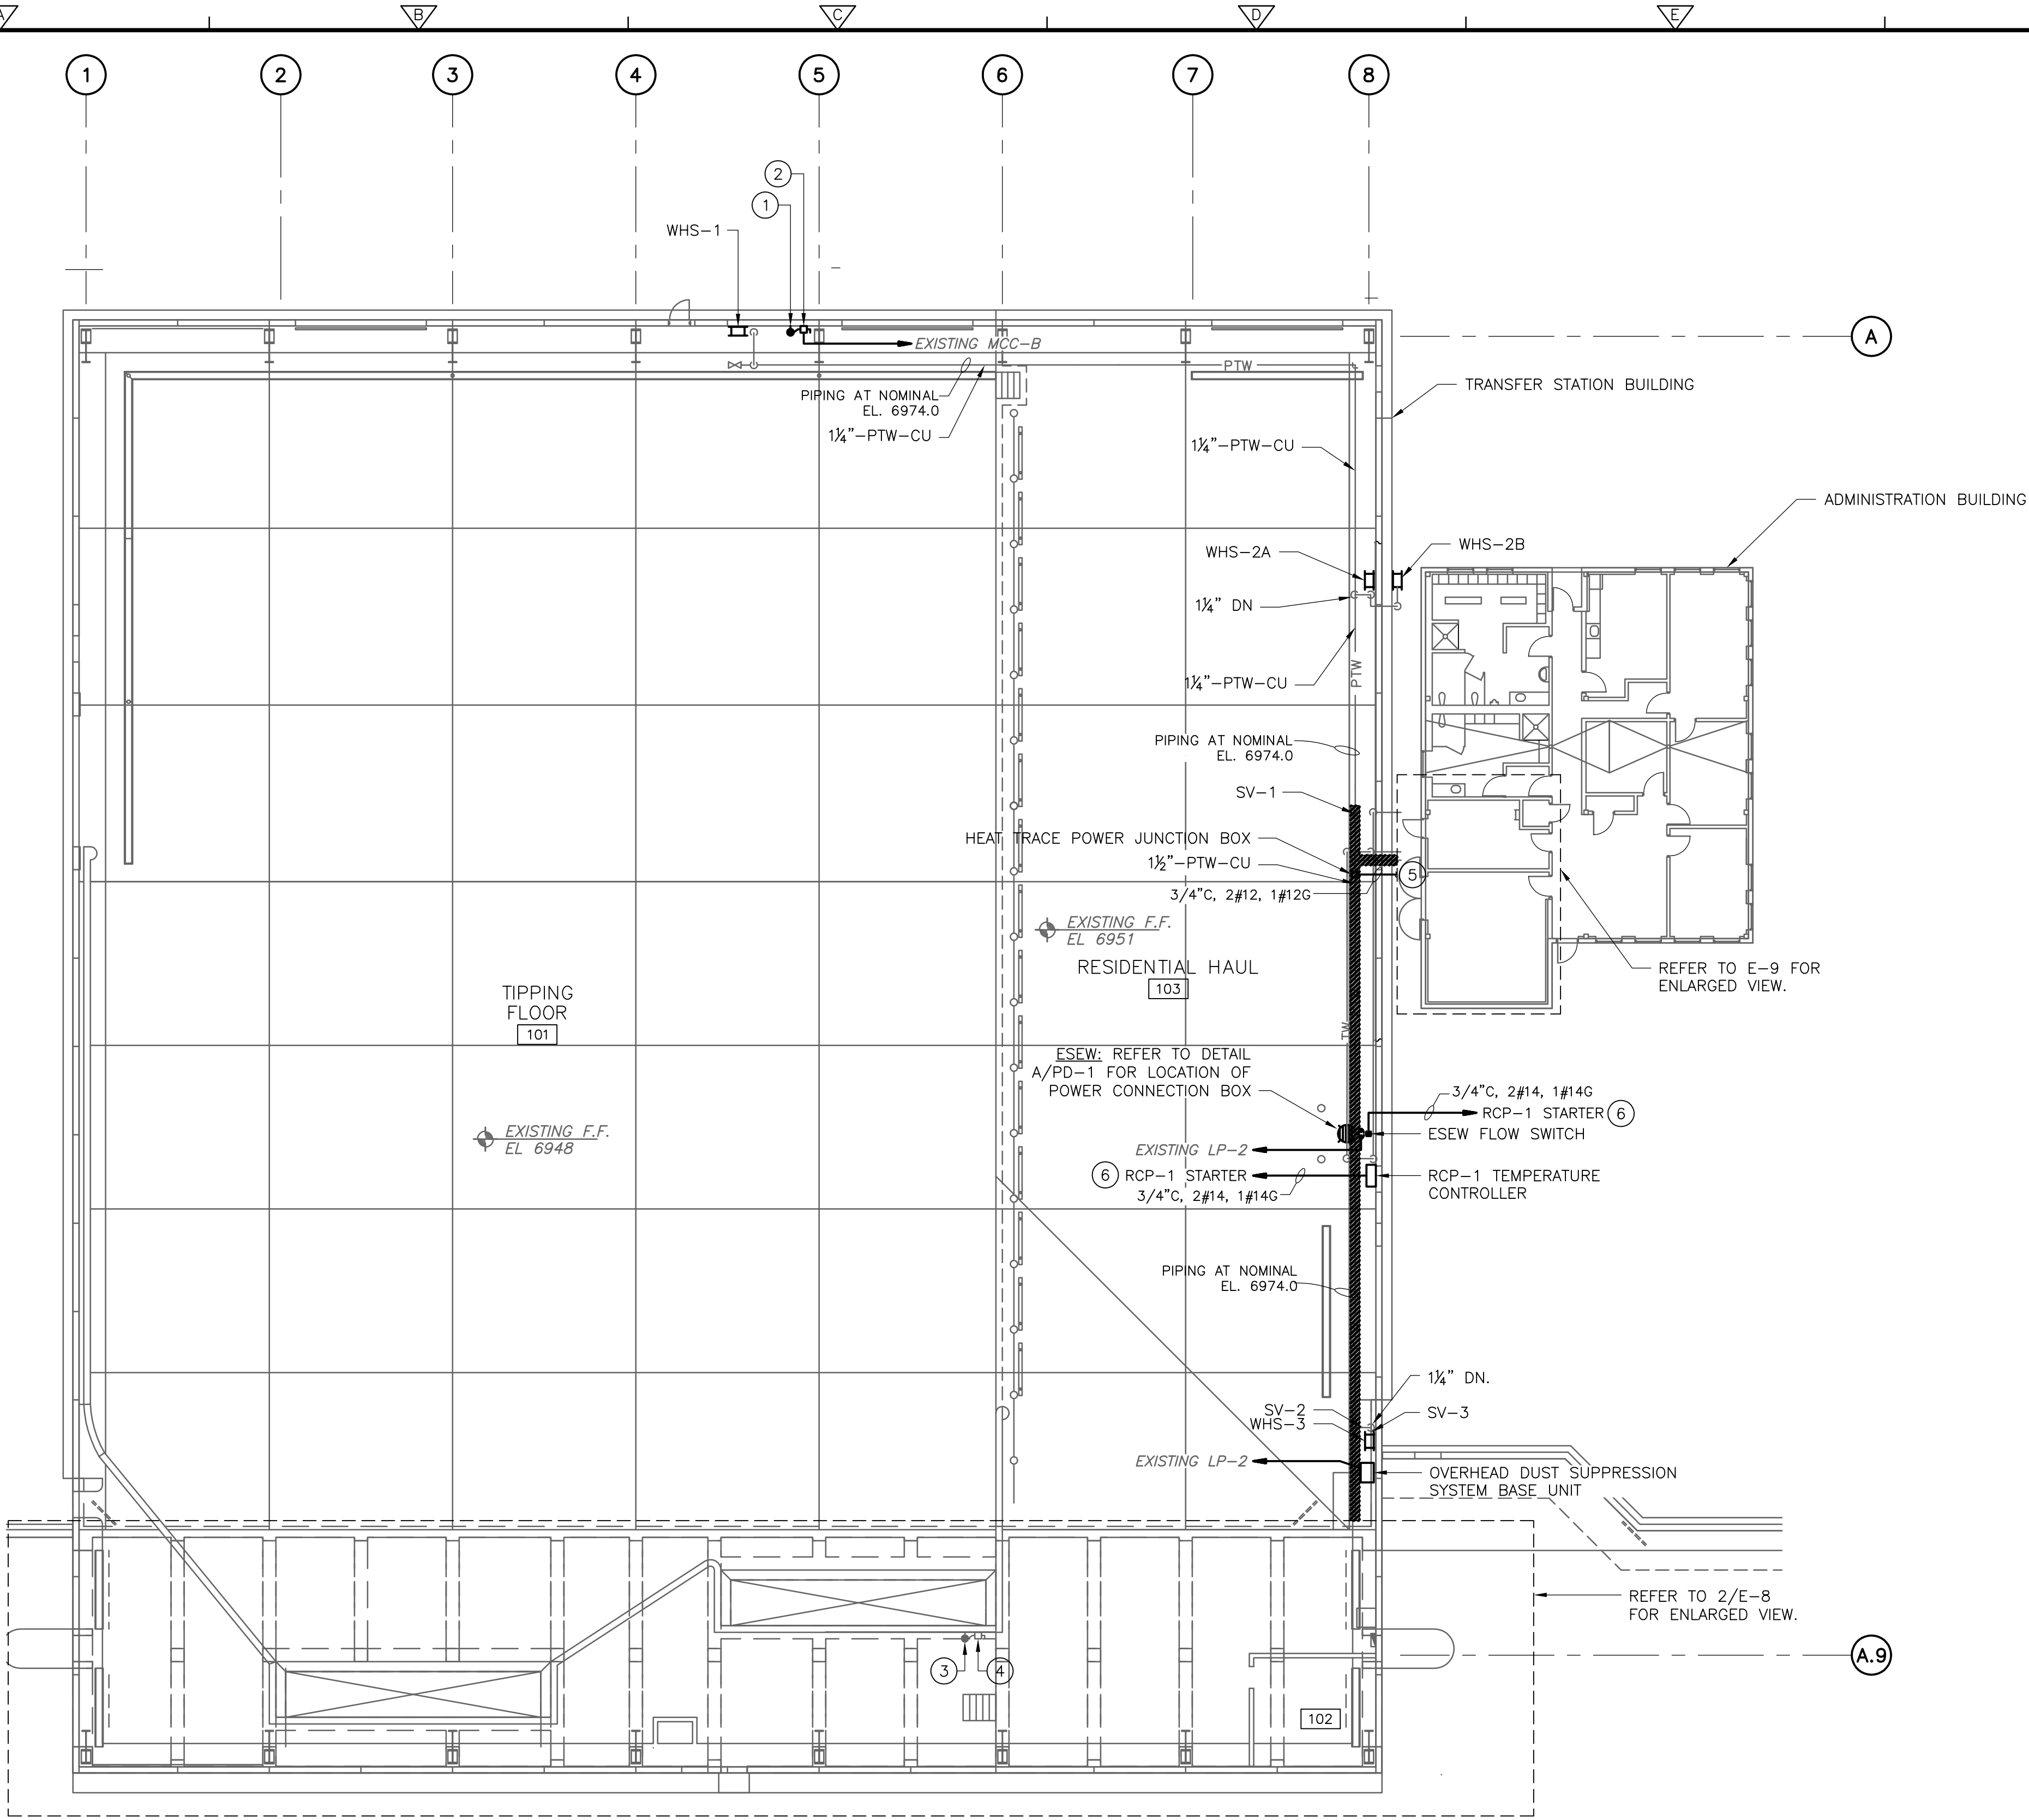 A
B
C
D
E
1
2
3
4
5
6
7
8
2
1
WHS-1
EXISTING MCC-B
A
PTW
TRANSFER STATION BUILDING
PIPING AT NOMINAL
EL. 6974.0
1¼"-PTW-CU
1¼"-PTW-CU
ADMINISTRATION BUILDING
WHS-2A
WHS-2B
1¼" DN
PTW
1¼"-PTW-CU
PIPING AT NOMINAL
EL. 6974.0
SV-1
HEAT TRACE POWER JUNCTION BOX
1½"-PTW-CU
5
3/4"C, 2#12, 1#12G
EXISTING F.F.
EL 6951
RESIDENTIAL HAUL
103
REFER TO E-9 FOR
ENLARGED VIEW.
TIPPING
FLOOR
101
TW
ESEW: REFER TO DETAIL
A/PD-1 FOR LOCATION OF
POWER CONNECTION BOX
3/4"C, 2#14, 1#14G
RCP-1 STARTER 6
ESEW FLOW SWITCH
EXISTING F.F.
EL 6948
EXISTING LP-2
6 RCP-1 STARTER
3/4"C, 2#14, 1#14G
RCP-1 TEMPERATURE
CONTROLLER
PIPING AT NOMINAL
EL. 6974.0
1¼" DN.
SV-2
SV-3
WHS-3
EXISTING LP-2
OVERHEAD DUST SUPPRESSION
SYSTEM BASE UNIT
REFER TO 2/E-8
FOR ENLARGED VIEW.
3
4
A.9
102